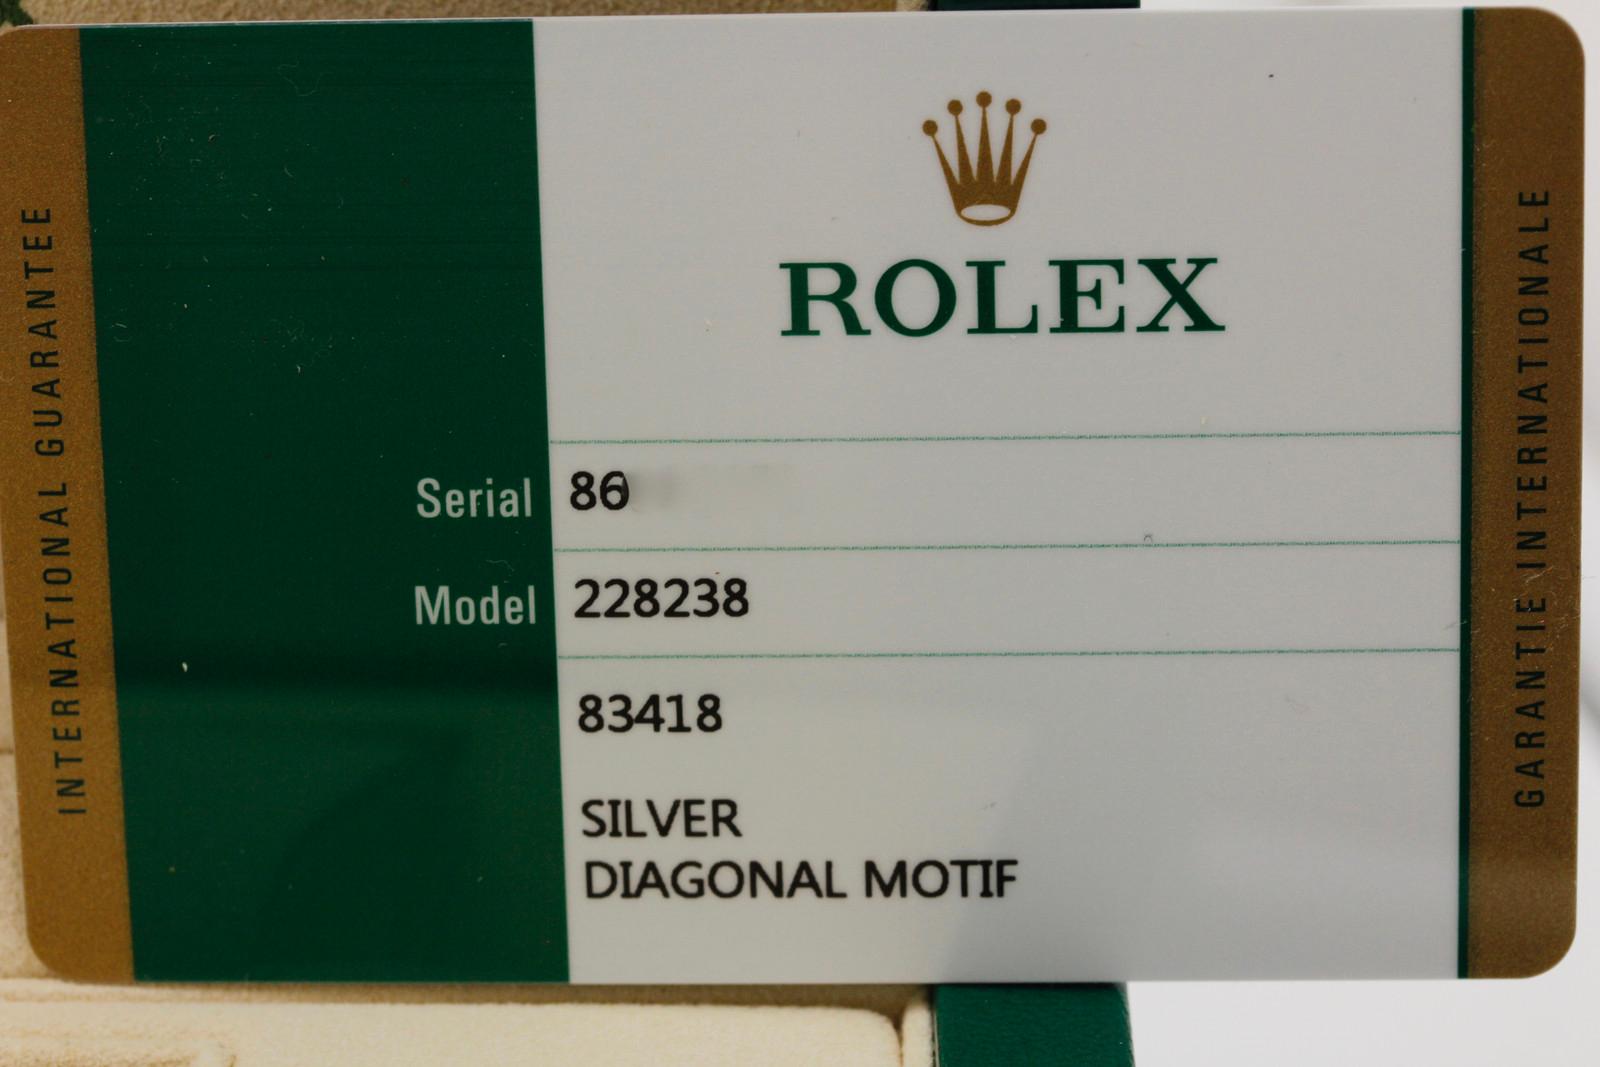 INTERNATIONAL GUARANTEE
ROLEX
Serial 86
Model 228238
83418
SILVER
DIAGONAL MOTIF
GARANTIE INTERNATIONALE